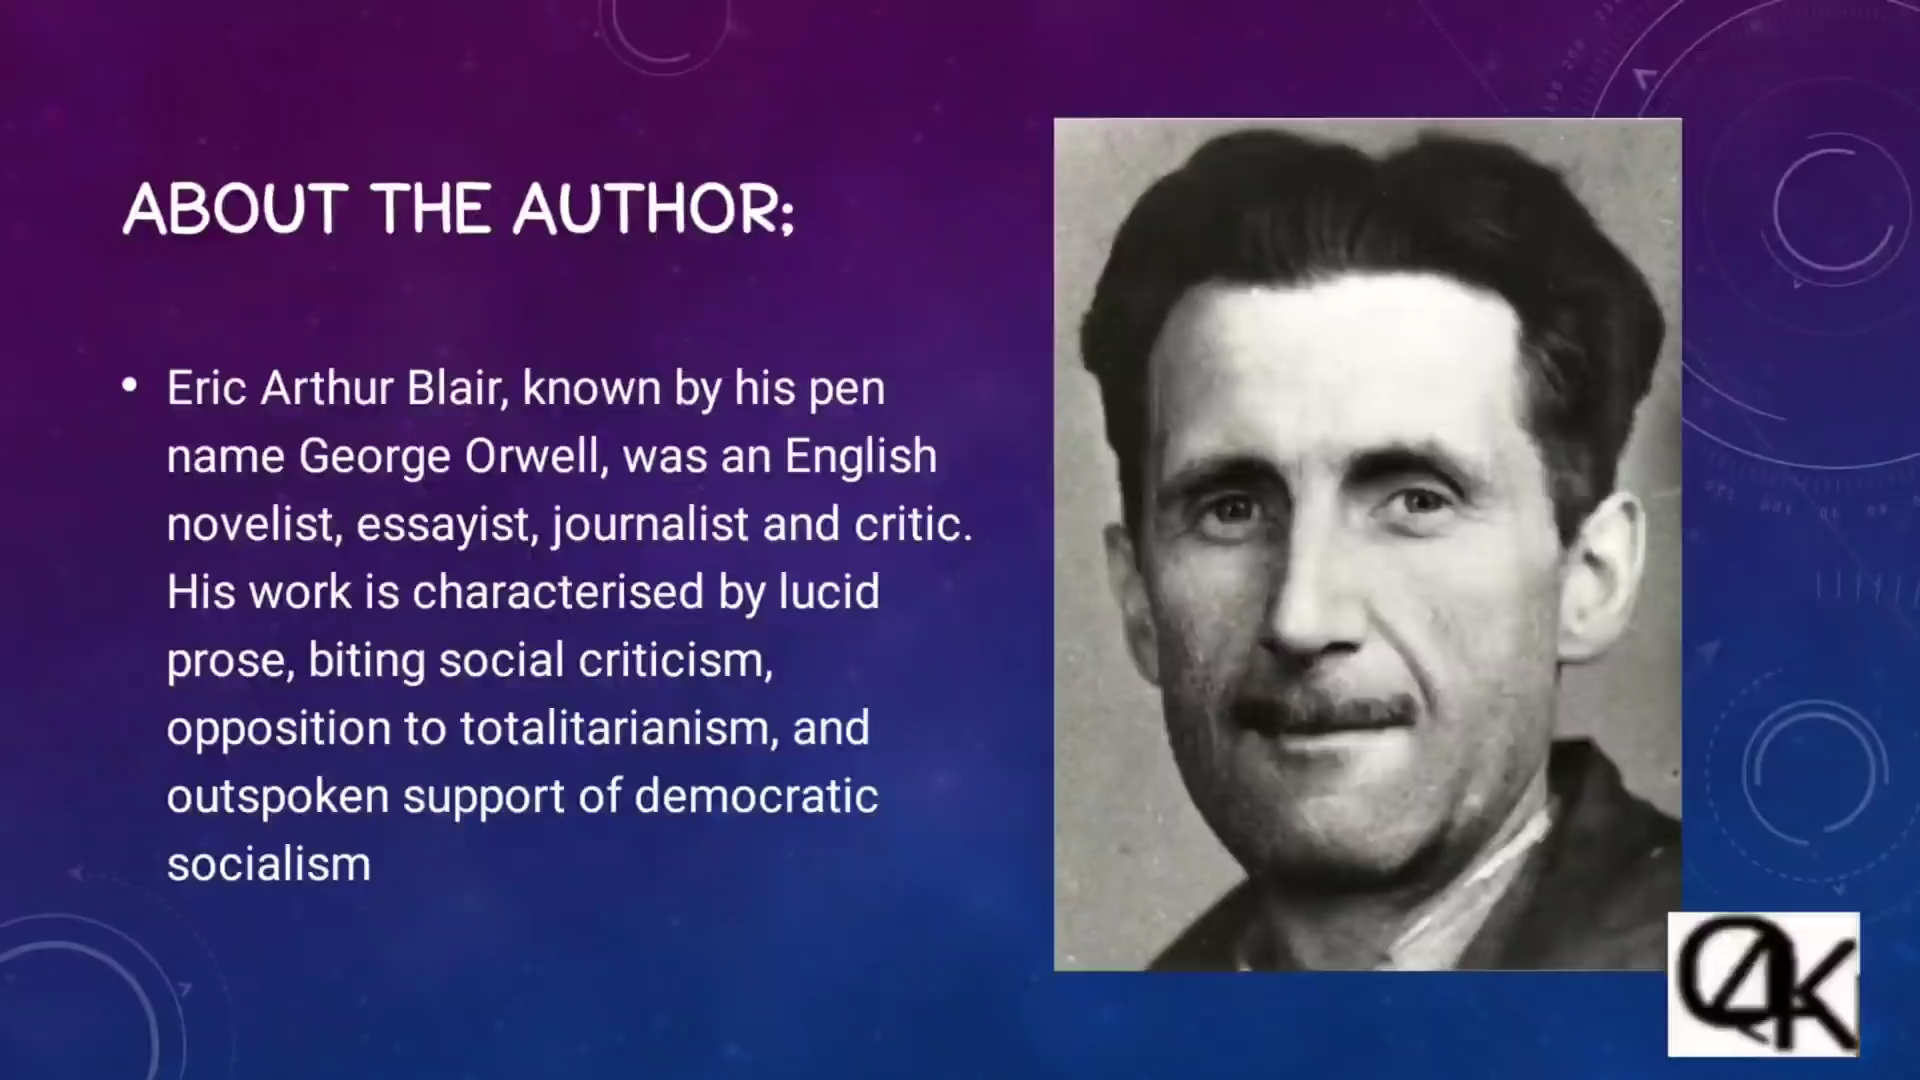 ABOUT THE AUTHOR;
• Eric Arthur Blair, known by his pen
name George Orwell, was an English
novelist, essayist, journalist and critic.
His work is characterised by lucid
prose, biting social criticism,
opposition to totalitarianism, and
outspoken support of democratic
socialism